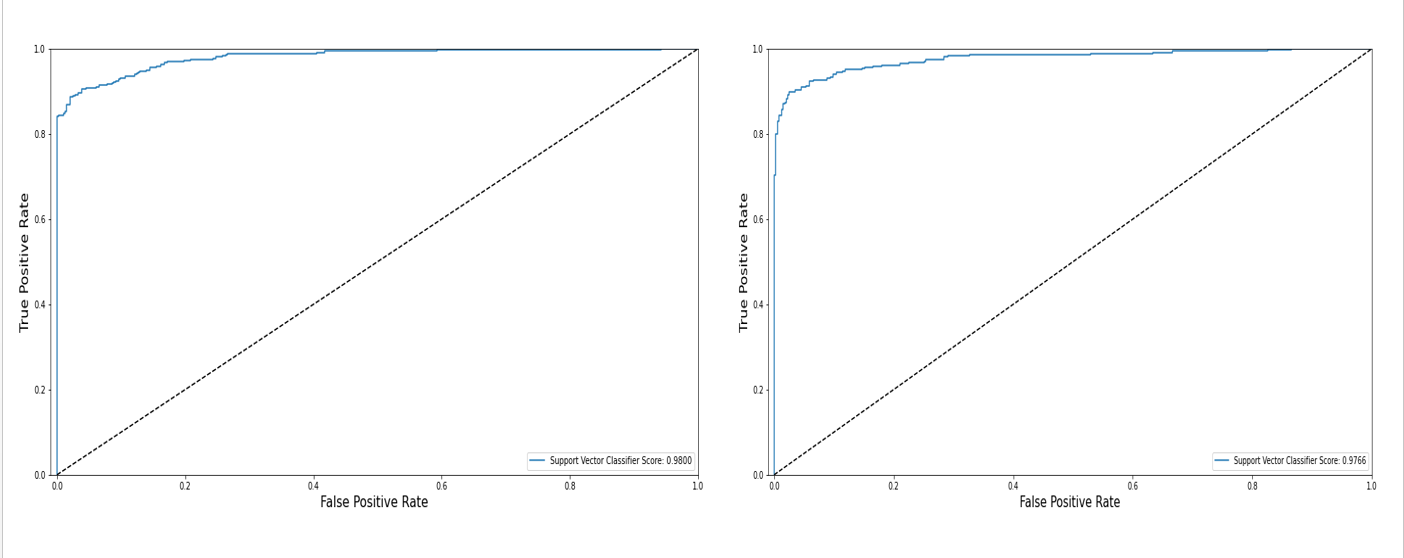 1.0
0.8
0.6
0.4
0.2
0.0
True Positive Rate
0.0 0.2 0.4 0.6 0.8 1.0
False Positive Rate
Support Vector Classifier Score: 0.9800
1.0
0.8
0.6
0.4
0.2
0.0
True Positive Rate
0.0 0.2 0.4 0.6 0.8 1.0
False Positive Rate
Support Vector Classifier Score: 0.9766